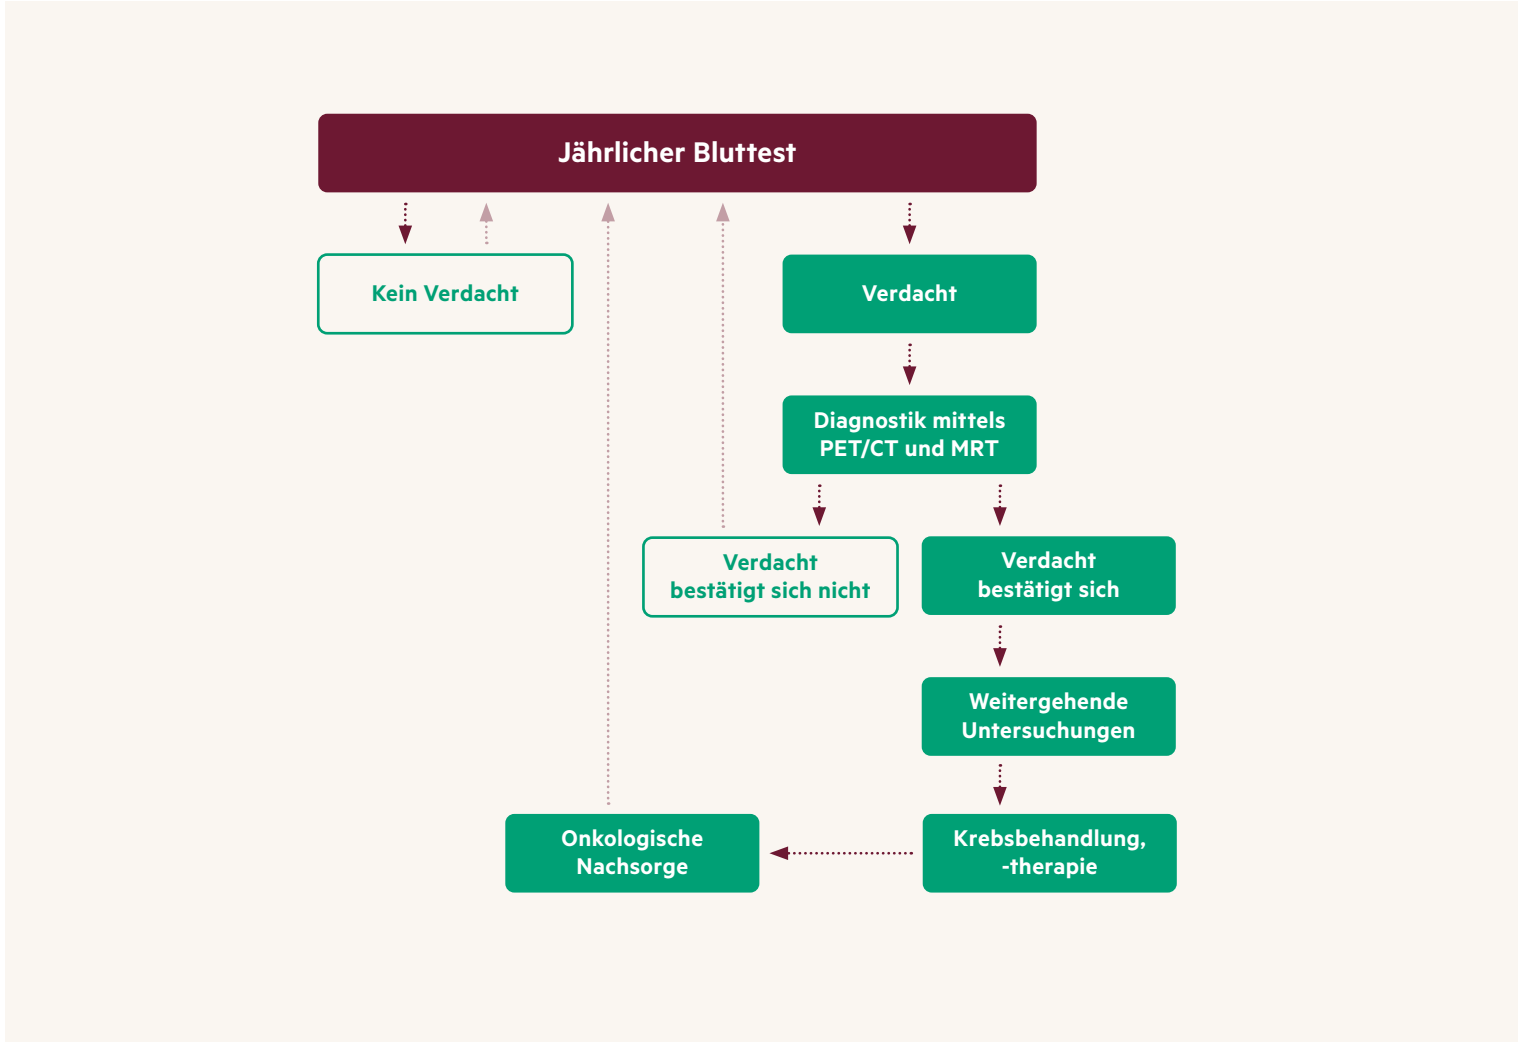 Jährlicher Bluttest
Kein Verdacht
Verdacht
Diagnostik mittels
PET/CT und MRT
Verdacht
bestätigt sich nicht
Verdacht
bestätigt sich
Weitergehende
Untersuchungen
Onkologische
Nachsorge
Krebsbehandlung,
-therapie